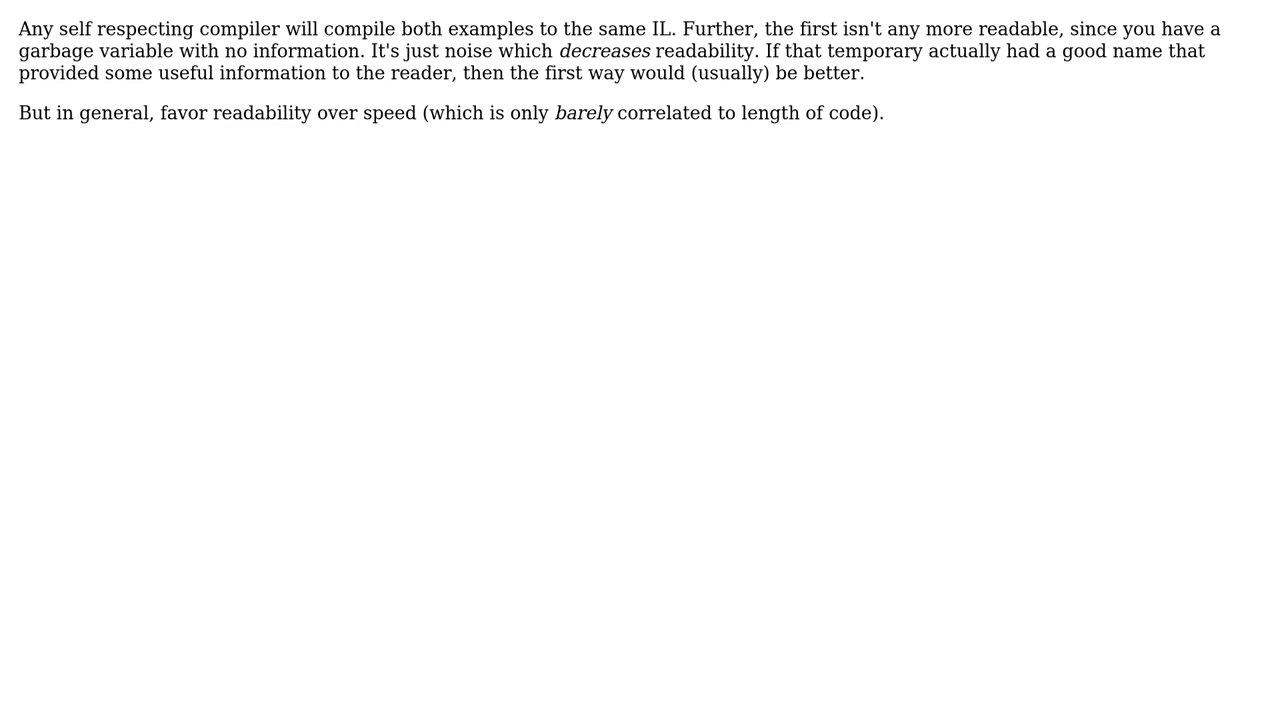 Any self respecting compiler will compile both examples to the same IL. Further, the first isn't any more readable, since you have a
garbage variable with no information. It's just noise which decreases readability. If that temporary actually had a good name that
provided some useful information to the reader, then the first way would (usually) be better.
But in general, favor readability over speed (which is only barely correlated to length of code).